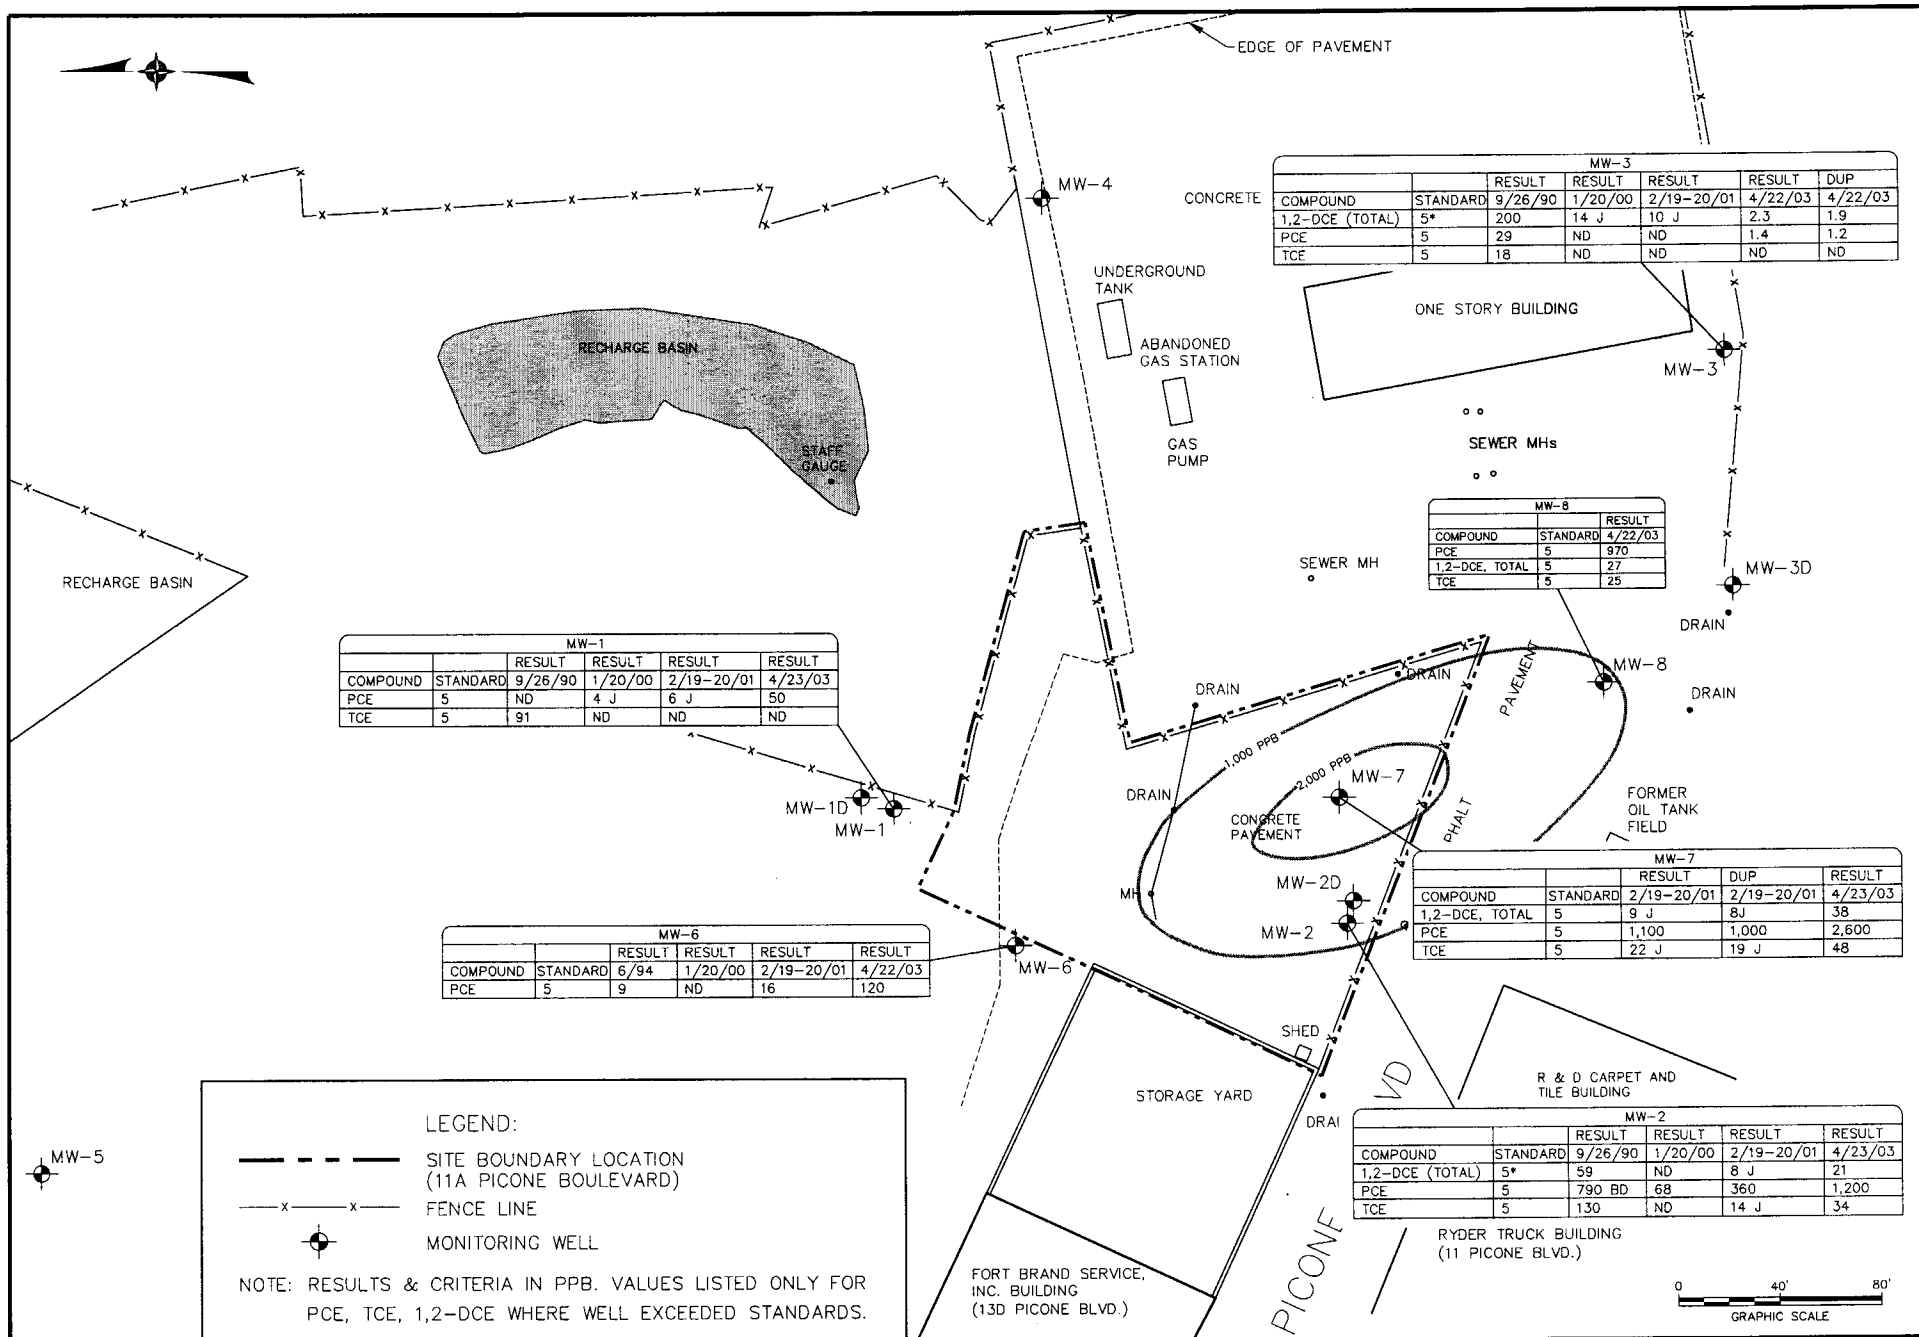 EDGE OF PAVEMENT
MW-4
CONCRETE
MW-3
RESULT RESULT RESULT RESULT DUP
COMPOUND STANDARD 9/26/90 1/20/00 2/19-20/01 4/22/03 4/22/03
1,2-DCE (TOTAL) 5* 200 14 J 10 J 2.3 1.9
PCE 5 29 ND ND 1.4 1.2
TCE 5 18 ND ND ND ND
UNDERGROUND
TANK
ONE STORY BUILDING
ABANDONED
GAS STATION
RECHARGE BASIN
MW-3
GAS
PUMP
SEWER MHs
STAFF
GAUGE
MW-8
RESULT
COMPOUND STANDARD 4/22/03
PCE 5 970
1,2-DCE, TOTAL 5 27
TCE 5 25
SEWER MH
RECHARGE BASIN
MW-3D
DRAIN
MW-1
RESULT RESULT RESULT RESULT
COMPOUND STANDARD 9/26/90 1/20/00 2/19-20/01 4/23/03
PCE 5 ND 4 J 6 J 50
TCE 5 91 ND ND ND
DRAIN
DRAIN
PAVEMENT
MW-8
DRAIN
1,000 PPB
2,000 PPB
MW-7
DRAIN
MW-1D
MW-1
CONCRETE
PAVEMENT
PHALT
FORMER
OIL TANK
FIELD
MW-7
RESULT DUP RESULT
COMPOUND STANDARD 2/19-20/01 2/19-20/01 4/23/03
1,2-DCE, TOTAL 5 9 J 8J 38
PCE 5 1,100 1,000 2,600
TCE 5 22 J 19 J 48
MW-2D
MH
MW-2
MW-6
RESULT RESULT RESULT RESULT
COMPOUND STANDARD 6/94 1/20/00 2/19-20/01 4/22/03
PCE 5 9 ND 16 120
MW-6
SHED
STORAGE YARD
R & D CARPET AND
TILE BUILDING
DRAI
MW-2
RESULT RESULT RESULT RESULT
COMPOUND STANDARD 9/26/90 1/20/00 2/19-20/01 4/23/03
1,2-DCE (TOTAL) 5* 59 ND 8 J 21
PCE 5 790 BD 68 360 1,200
TCE 5 130 ND 14 J 34
PICONE VD
RYDER TRUCK BUILDING
(11 PICONE BLVD.)
MW-5
LEGEND:
SITE BOUNDARY LOCATION
(11A PICONE BOULEVARD)
FENCE LINE
MONITORING WELL
NOTE: RESULTS & CRITERIA IN PPB. VALUES LISTED ONLY FOR
PCE, TCE, 1,2-DCE WHERE WELL EXCEEDED STANDARDS.
FORT BRAND SERVICE,
INC. BUILDING
(13D PICONE BLVD.)
0 40' 80'
GRAPHIC SCALE